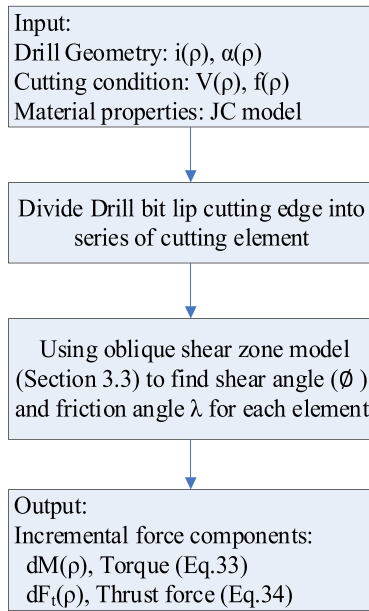 Input:
Drill Geometry: i(ρ), α(ρ)
Cutting condition: V(ρ), f(ρ)
Material properties: JC model
Divide Drill bit lip cutting edge into
series of cutting element
Using oblique shear zone model
(Section 3.3) to find shear angle (Ø )
and friction angle λ for each element
Output:
Incremental force components:
dM(ρ), Torque (Eq.33)
dFₜ(ρ), Thrust force (Eq.34)